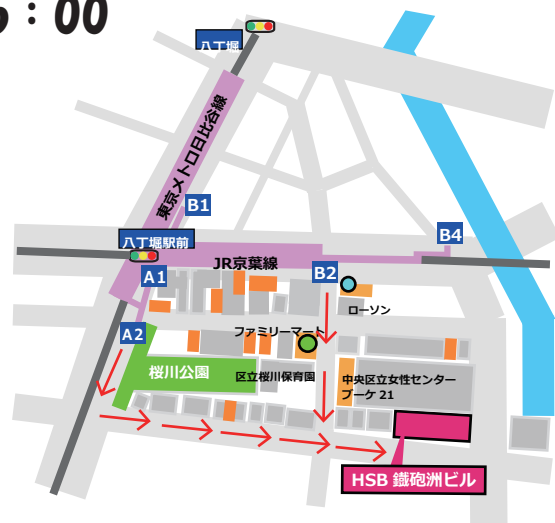 ：00
八丁堀
東京メトロ日比谷線
B1
八丁堀駅前
B4
A1
JR京葉線
B2
ローソン
A2
ファミリーマート
桜川公園
区立桜川保育園
中央区立女性センター
ブーケ 21
HSB 鐵砲洲ビル